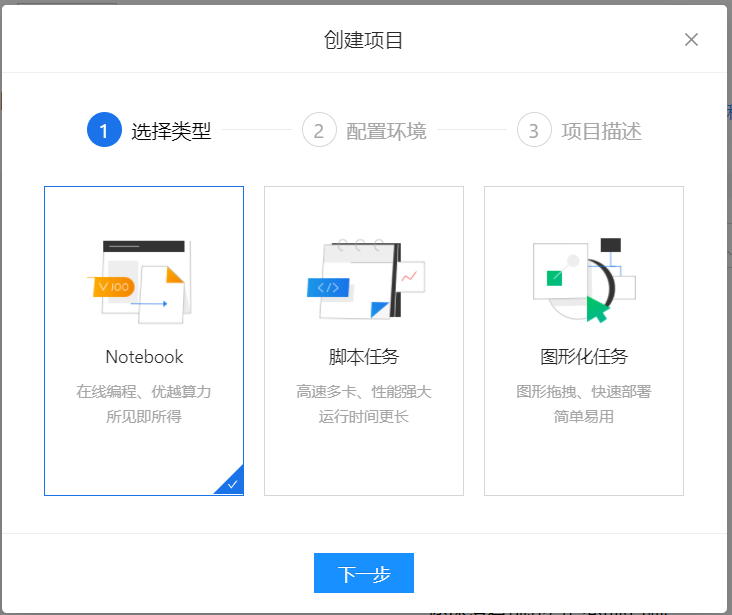 创建项目
1 选择类型
2 配置环境
3 项目描述
V100
Notebook
在线编程、优越算力
所见即所得
</>
脚本任务
高速多卡、性能强大
运行时间更长
图形化任务
图形拖拽、快速部署
简单易用
下一步